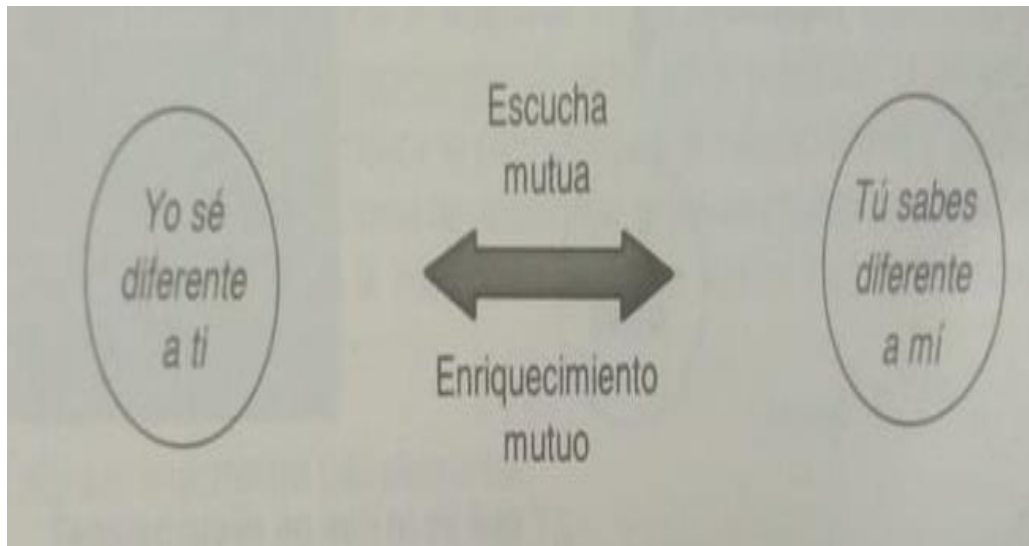 Yo sé
diferente
a ti
Escucha
mutua
Enriquecimiento
mutuo
Tú sabes
diferente
a mí